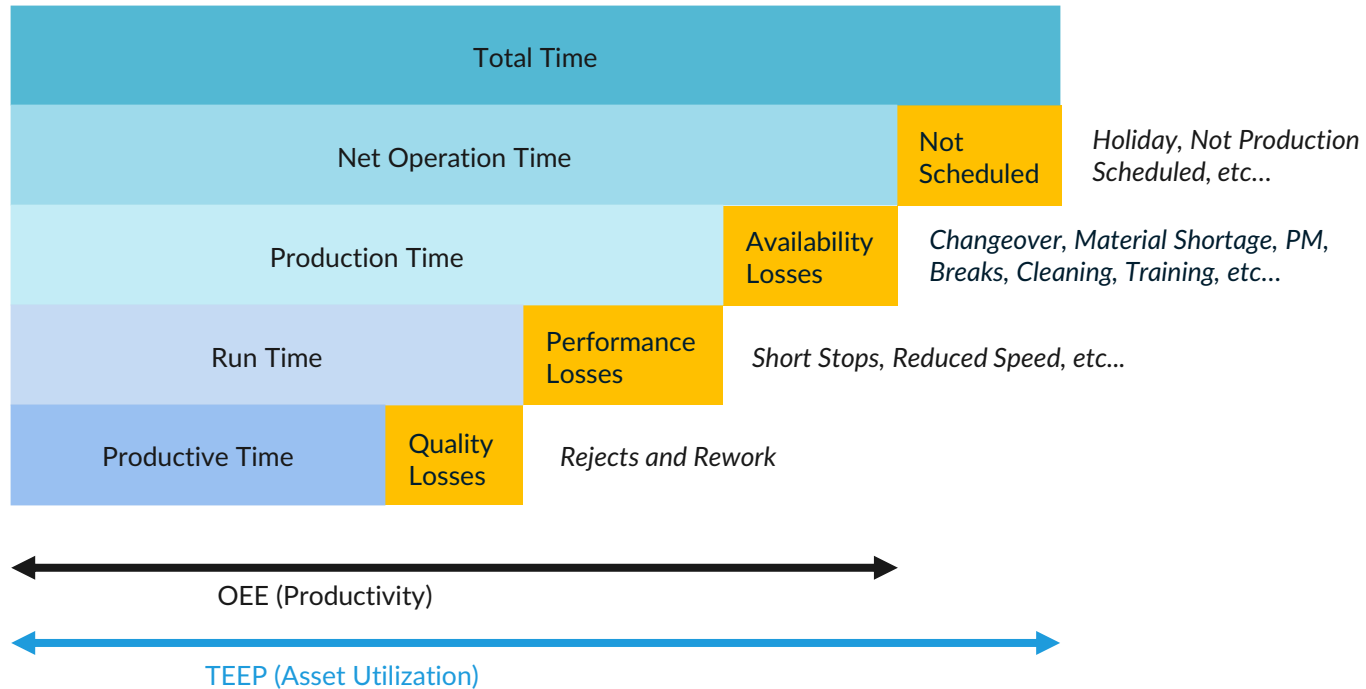 Total Time
Net Operation Time
Not
Scheduled
Holiday, Not Production
Scheduled, etc...
Production Time
Availability
Losses
Changeover, Material Shortage, PM,
Breaks, Cleaning, Training, etc...
Run Time
Performance
Losses
Short Stops, Reduced Speed, etc...
Productive Time
Quality
Losses
Rejects and Rework
OEE (Productivity)
TEEP (Asset Utilization)